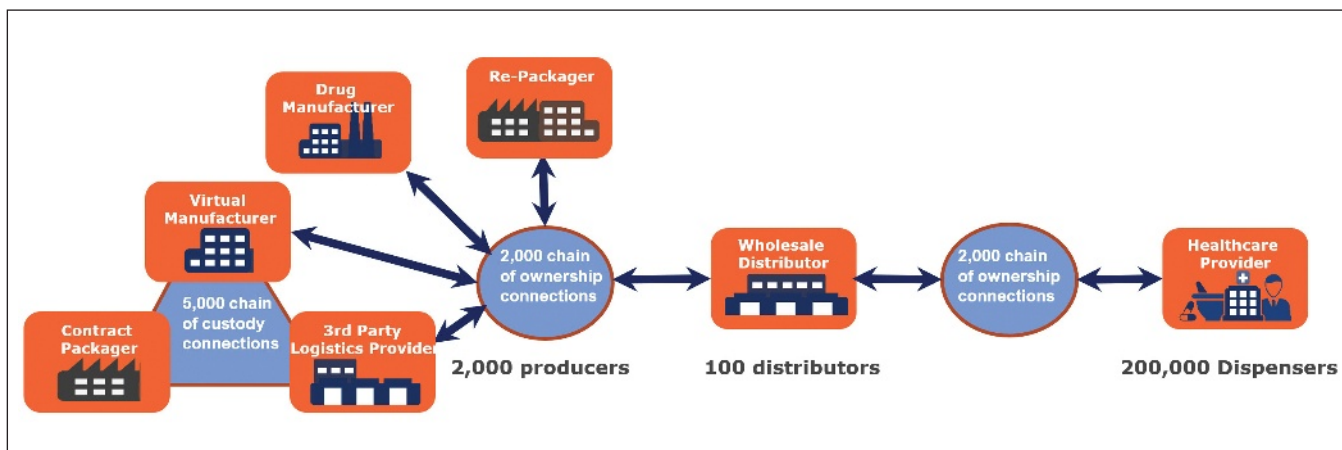 Re-Packager
Drug
Manufacturer
Virtual
Manufacturer
2,000 chain
of ownership
connections
Wholesale
Distributor
2,000 chain
of ownership
connections
Healthcare
Provider
5,000 chain
of custody
connections
Contract
Packager
3rd Party
Logistics Provider
2,000 producers
100 distributors
200,000 Dispensers